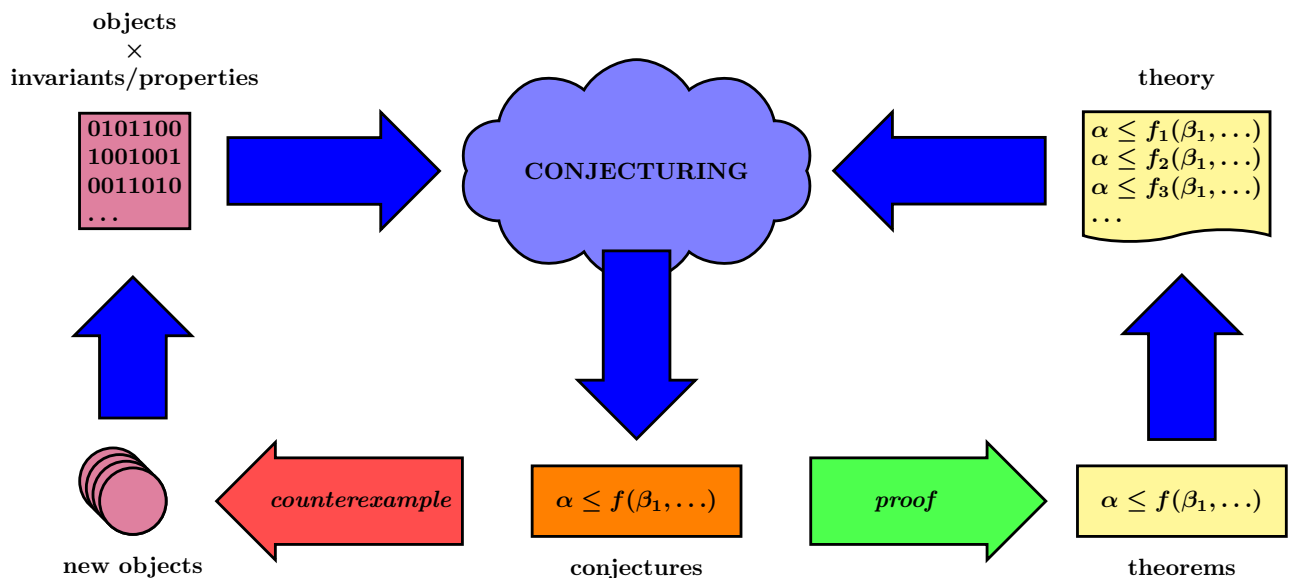 objects
×
invariants/properties
0101100
1001001
0011010
...
CONJECTURING
theory
α ≤ f₁(β₁, ...)
α ≤ f₂(β₁, ...)
α ≤ f₃(β₁, ...)
...
counterexample
α ≤ f(β₁, ...)
proof
α ≤ f(β₁, ...)
new objects
conjectures
theorems